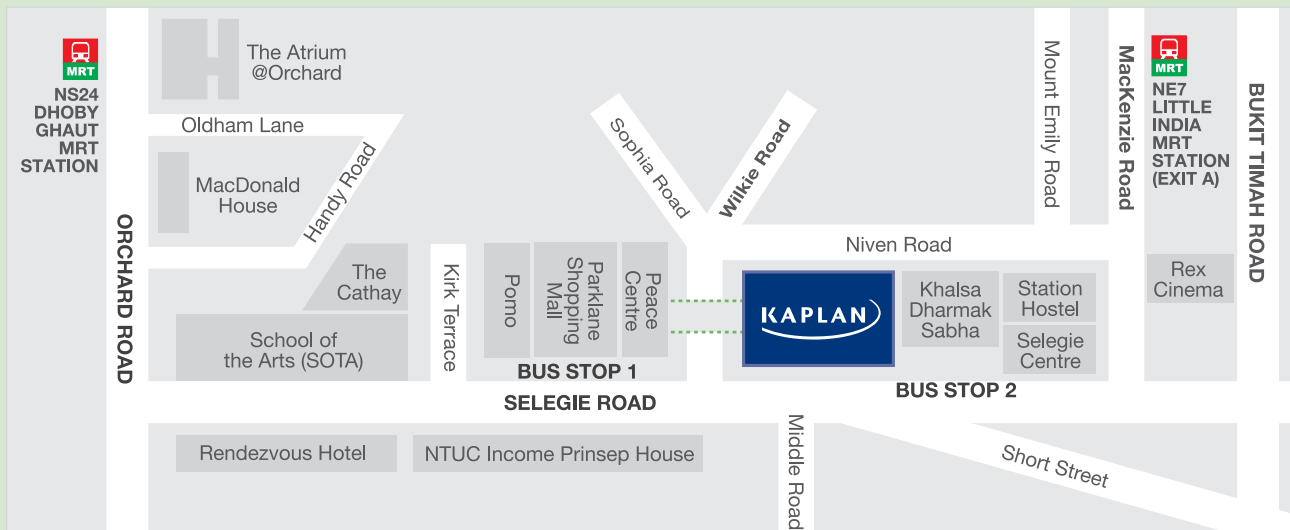 MRT
NS24
DHOBY
GHAUT
MRT
STATION
The Atrium
@Orchard
Oldham Lane
MacDonald
House
Handy Road
ORCHARD ROAD
The
Cathay
School of
the Arts (SOTA)
Kirk Terrace
Pomo
Parklane
Shopping
Mall
Peace
Centre
BUS STOP 1
SELEGIE ROAD
Sophia Road
Wilkie Road
Niven Road
KAPLAN
Khalsa
Dharmak
Sabha
Station
Hostel
Selegie
Centre
BUS STOP 2
Mount Emily Road
MacKenzie Road
MRT
NE7
LITTLE
INDIA
MRT
STATION
(EXIT A)
BUKIT TIMAH ROAD
Rex
Cinema
Rendezvous Hotel
NTUC Income Prinsep House
Middle Road
Short Street